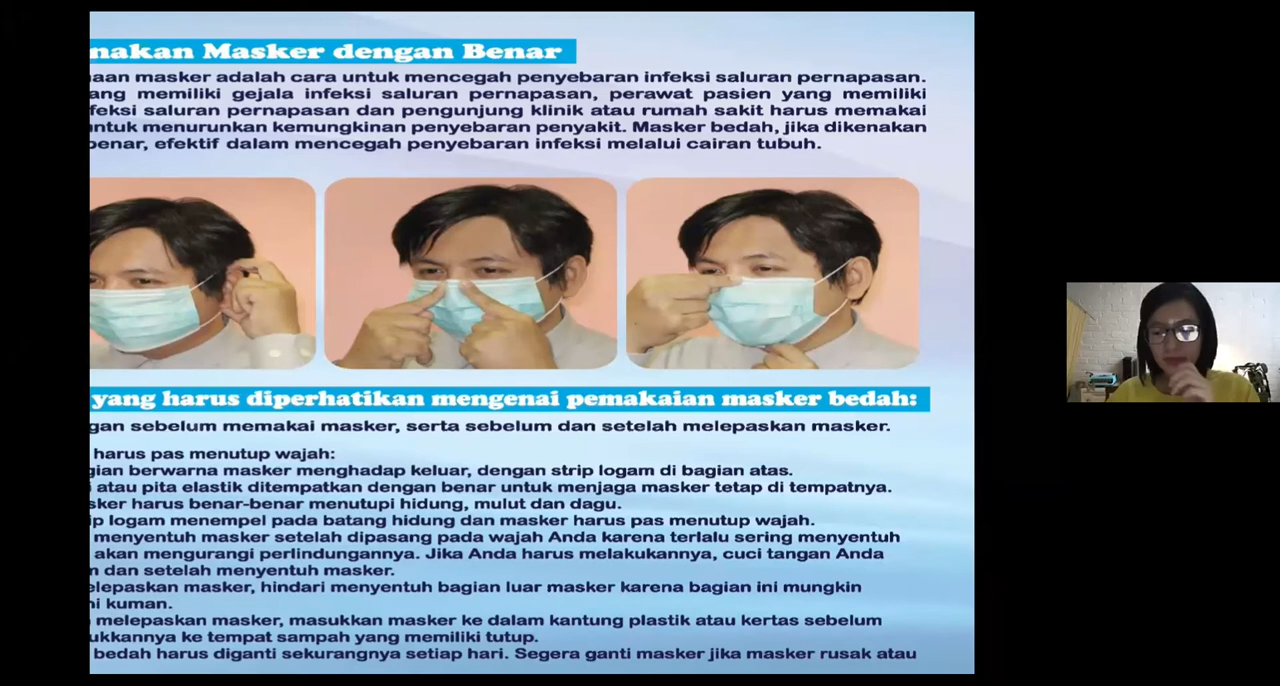 nakan Masker dengan Benar
aan masker adalah cara untuk mencegah penyebaran infeksi saluran pernapasan.
ang memiliki gejala infeksi saluran pernapasan, perawat pasien yang memiliki
feksi saluran pernapasan dan pengunjung klinik atau rumah sakit harus memakai
untuk menurunkan kemungkinan penyebaran penyakit. Masker bedah, jika dikenakan
benar, efektif dalam mencegah penyebaran infeksi melalui cairan tubuh.
yang harus diperhatikan mengenai pemakaian masker bedah:
gan sebelum memakai masker, serta sebelum dan setelah melepaskan masker.
harus pas menutup wajah:
gian berwarna masker menghadap keluar, dengan strip logam di bagian atas.
atau pita elastik ditempatkan dengan benar untuk menjaga masker tetap di tempatnya.
sker harus benar-benar menutupi hidung, mulut dan dagu.
ip logam menempel pada batang hidung dan masker harus pas menutup wajah.
menyentuh masker setelah dipasang pada wajah Anda karena terlalu sering menyentuh
akan mengurangi perlindungannya. Jika Anda harus melakukannya, cuci tangan Anda
m dan setelah menyentuh masker.
elepaskan masker, hindari menyentuh bagian luar masker karena bagian ini mungkin
hi kuman.
melepaskan masker, masukkan masker ke dalam kantung plastik atau kertas sebelum
ukkannya ke tempat sampah yang memiliki tutup.
bedah harus diganti sekurangnya setiap hari. Segera ganti masker jika masker rusak atau